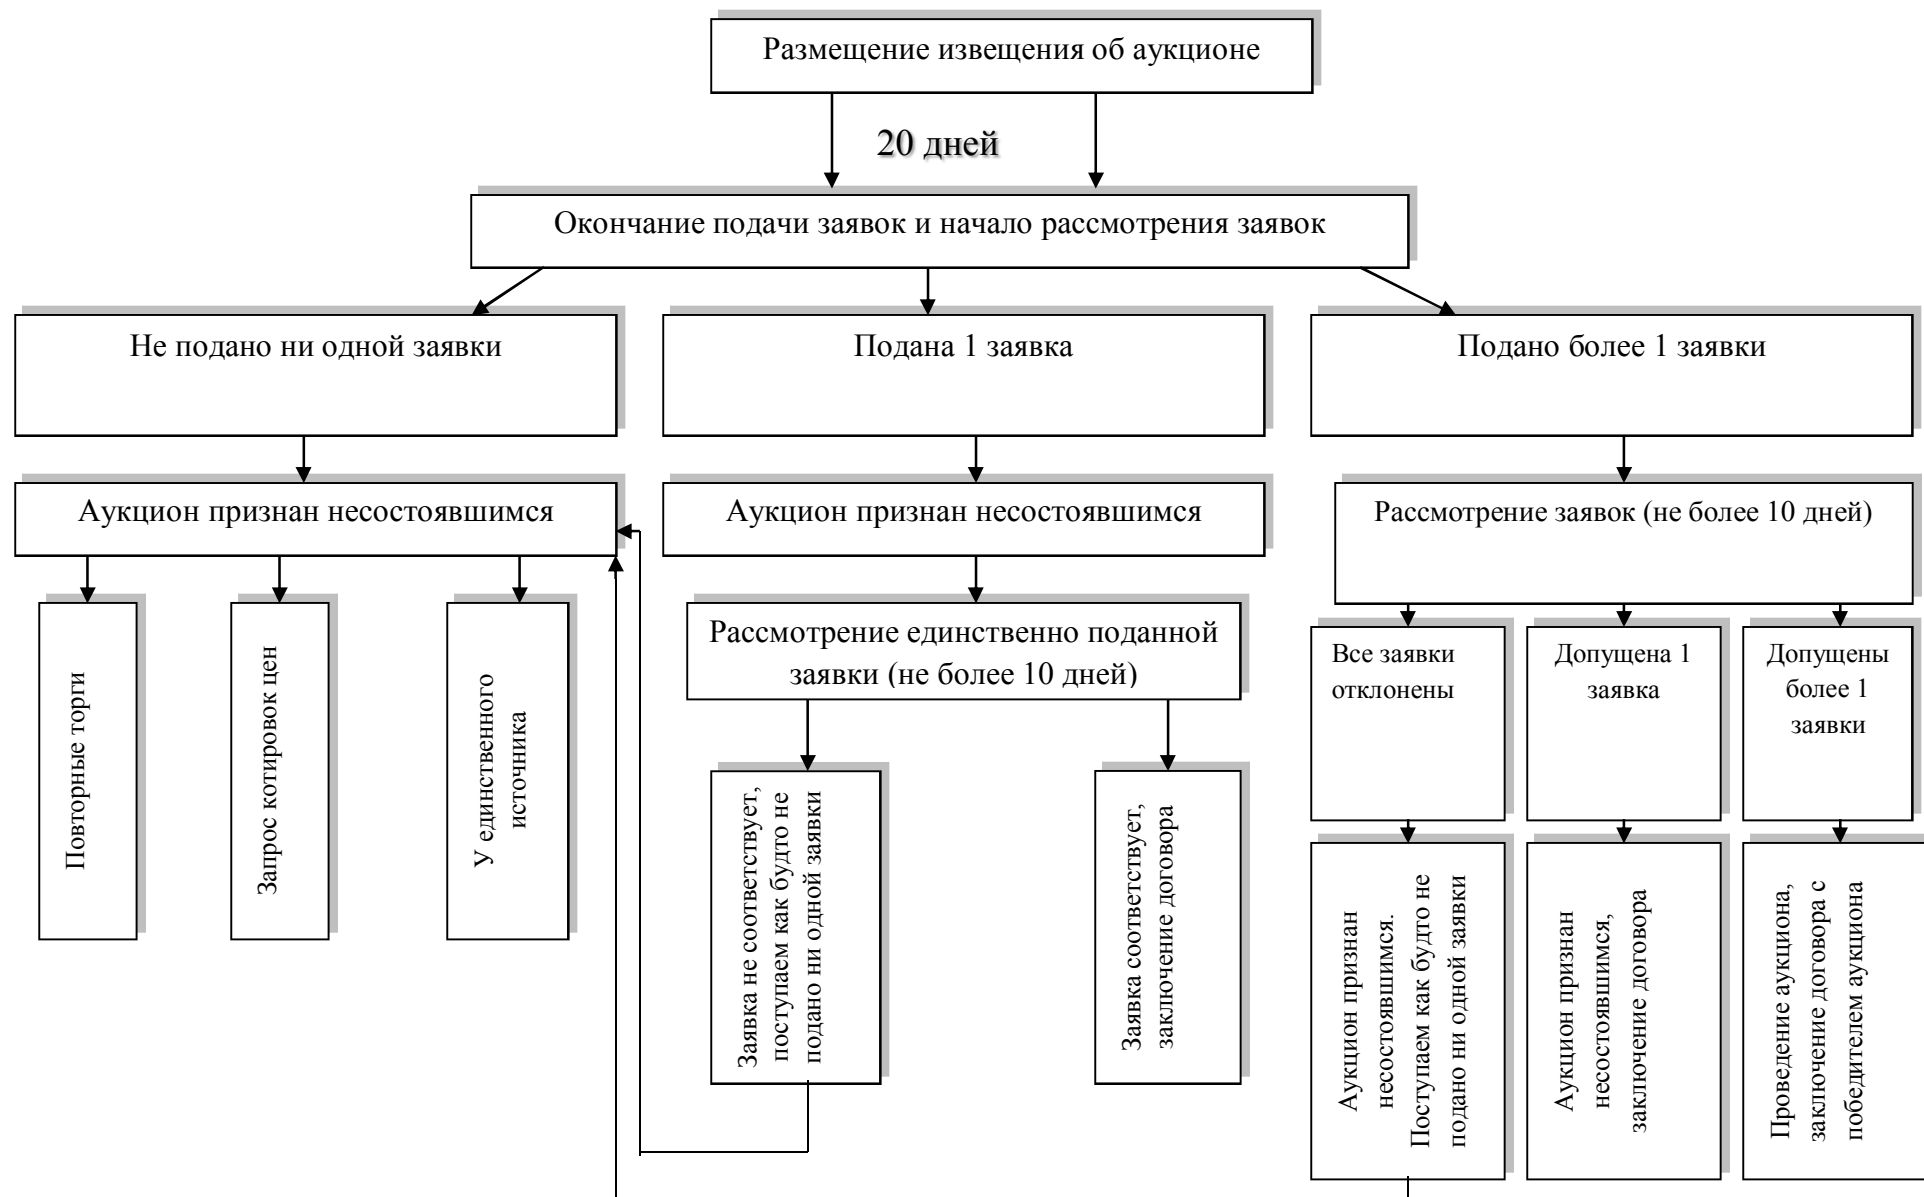 Размещение извещения об аукционе
20 дней
Окончание подачи заявок и начало рассмотрения заявок
Не подано ни одной заявки
Подана 1 заявка
Подано более 1 заявки
Аукцион признан несостоявшимся
Аукцион признан несостоявшимся
Рассмотрение заявок (не более 10 дней)
Повторные торги
Запрос котировок цен
У единственного
источника
Рассмотрение единственно поданной
заявки (не более 10 дней)
Заявка не соответствует,
поступаем как будто не
подано ни одной заявки
Заявка соответствует,
заключение договора
Все заявки
отклонены
Допущена 1
заявка
Допущены
более 1
заявки
Аукцион признан
несостоявшимся.
Поступаем как будто не
подано ни одной заявки
Аукцион признан
несостоявшимся,
заключение договора
Проведение аукциона,
заключение договора с
победителем аукциона